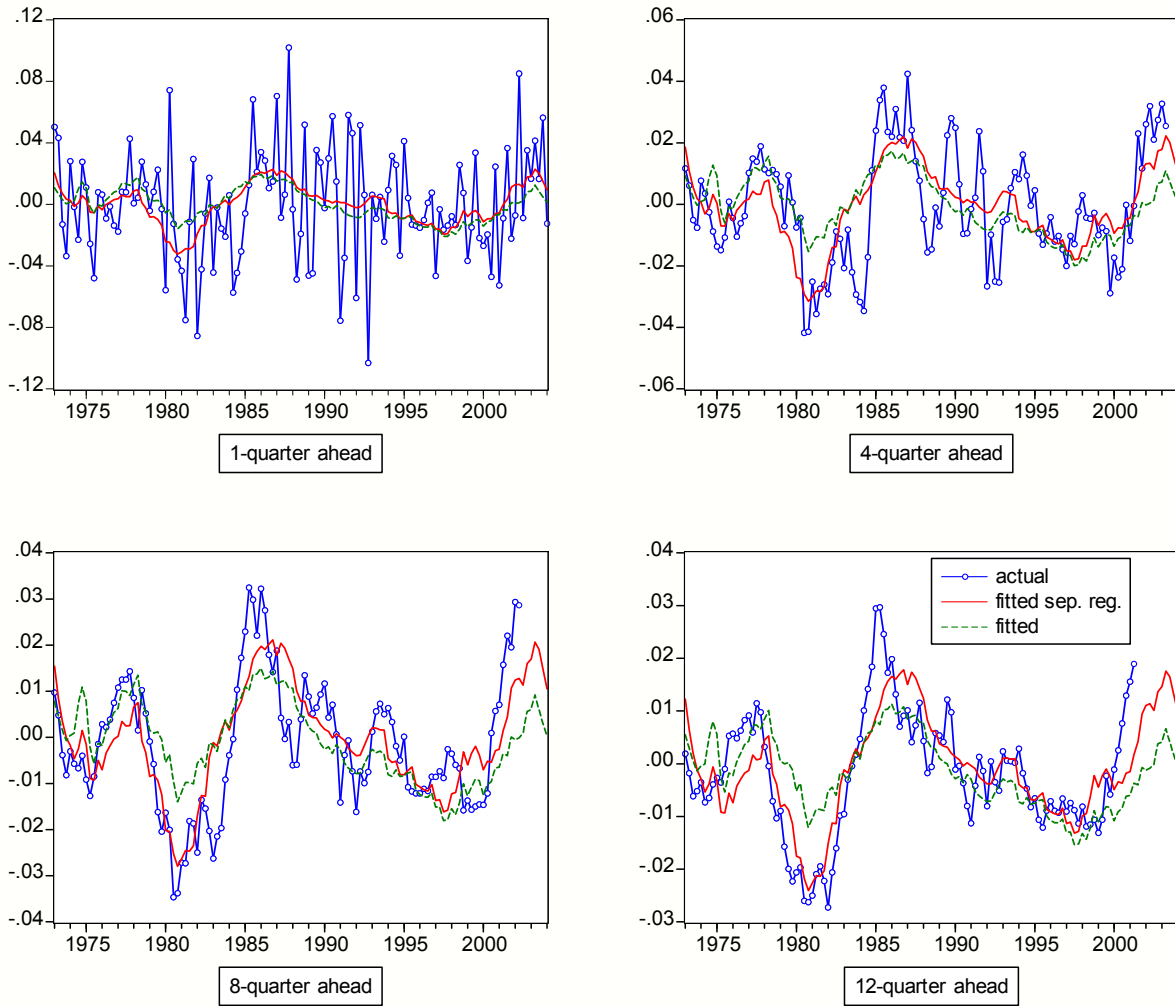 .12
.08
.04
.00
-.04
-.08
-.12
1975 1980 1985 1990 1995 2000
1-quarter ahead
.06
.04
.02
.00
-.02
-.04
-.06
1975 1980 1985 1990 1995 2000
4-quarter ahead
.04
.03
.02
.01
.00
-.01
-.02
-.03
-.04
1975 1980 1985 1990 1995 2000
8-quarter ahead
.04
.03
.02
.01
.00
-.01
-.02
-.03
actual
fitted sep. reg.
fitted
1975 1980 1985 1990 1995 2000
12-quarter ahead